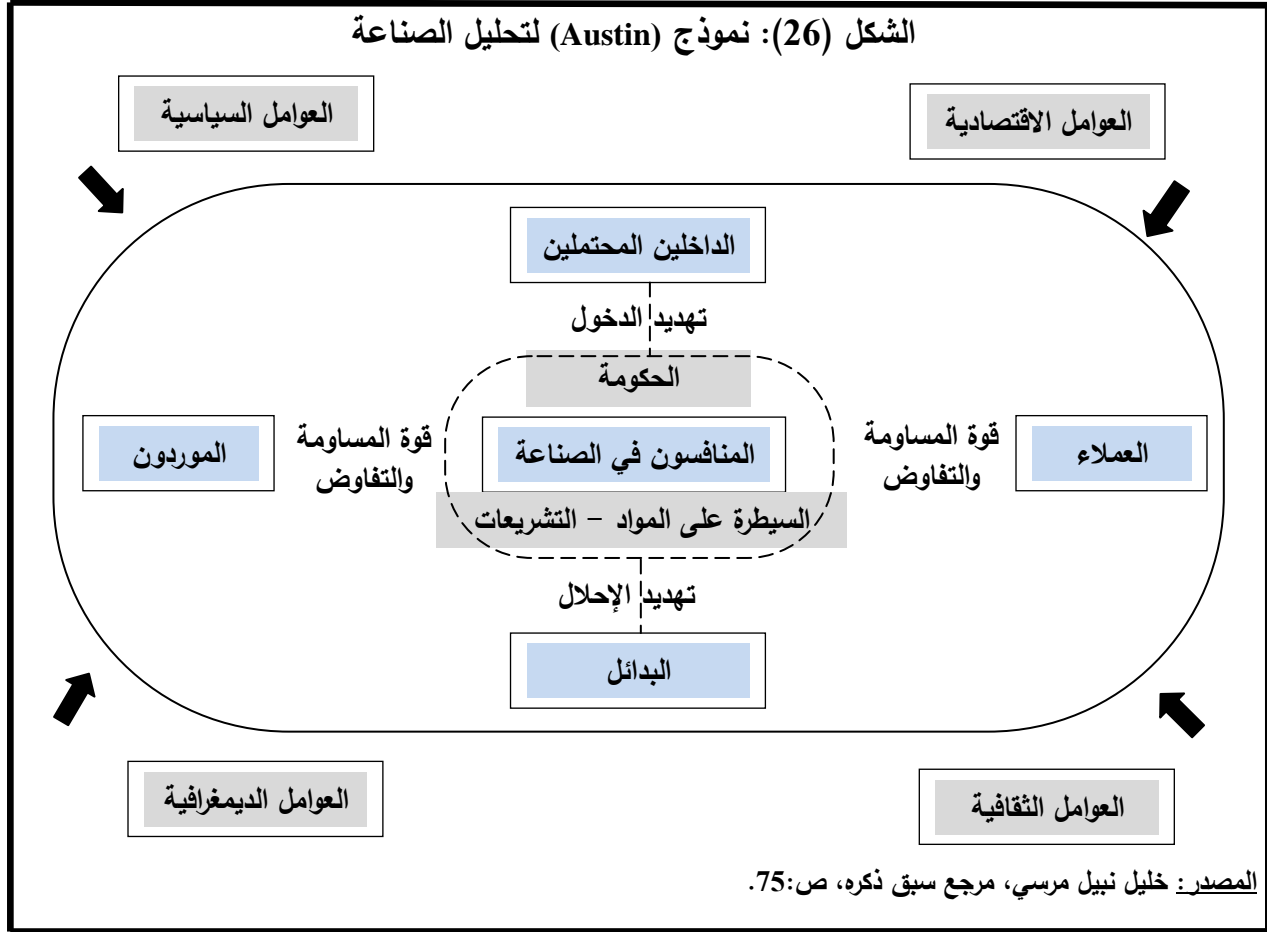 الشكل (26): نموذج (Austin) لتحليل الصناعة
العوامل الاقتصادية
العوامل السياسية
الداخلين المحتملين
تهديد الدخول
الحكومة
العملاء
قوة المساومة
والتفاوض
المنافسون في الصناعة
قوة المساومة
والتفاوض
الموردون
السيطرة على المواد – التشريعات
تهديد الإحلال
البدائل
العوامل الثقافية
العوامل الديمغرافية
المصدر: خليل نبيل مرسي، مرجع سبق ذكره، ص:75.